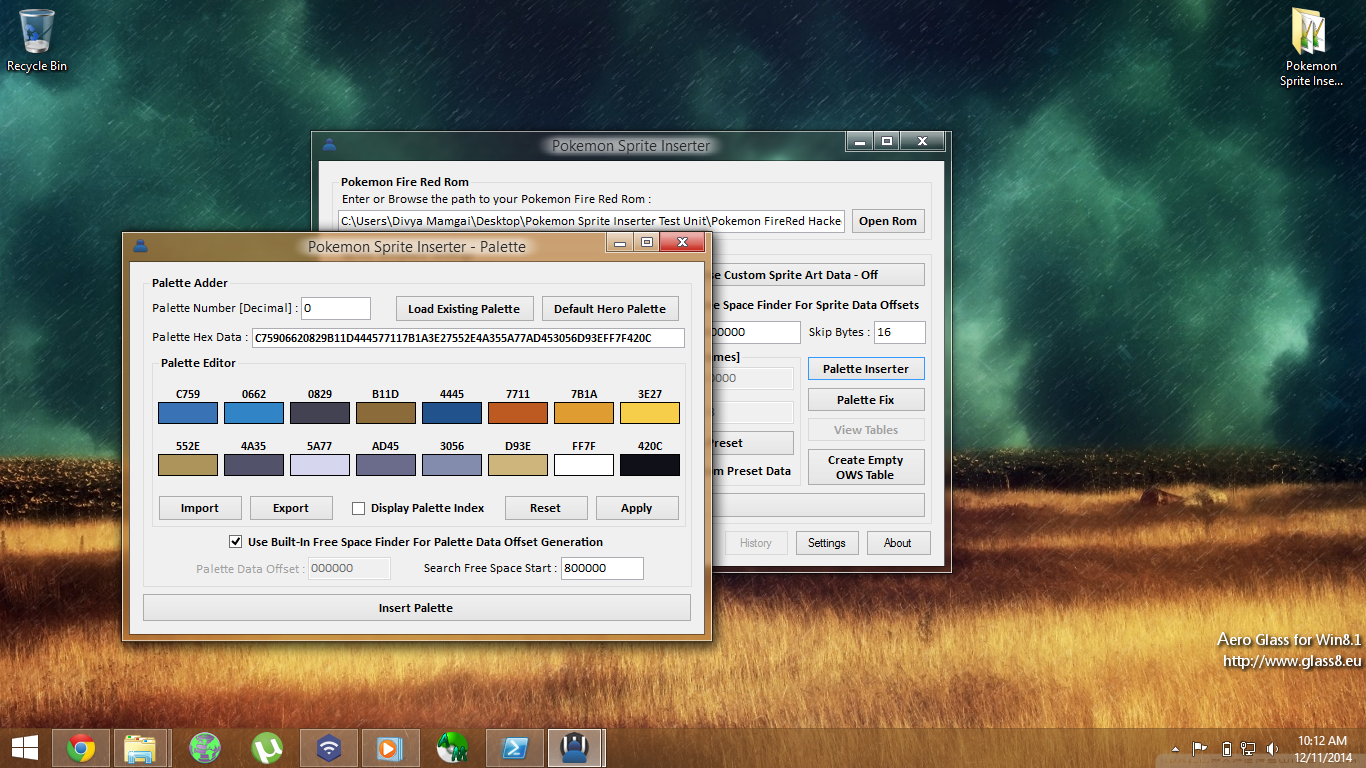 Recycle Bin
Pokemon
Sprite Inse...
Pokemon Sprite Inserter
Pokemon Fire Red Rom
Enter or Browse the path to your Pokemon Fire Red Rom :
C:\Users\Divya Mamgai\Desktop\Pokemon Sprite Inserter Test Unit\Pokemon FireRed Hacke
Open Rom
Custom Sprite Art Data - Off
Space Finder For Sprite Data Offsets
Skip Bytes : 16
Palette Inserter
Palette Fix
View Tables
Create Empty
OWS Table
Preset Data
History
Settings
About
Pokemon Sprite Inserter - Palette
Palette Adder
Palette Number [Decimal] : 0
Load Existing Palette
Default Hero Palette
Palette Hex Data : C75906620829B11D444577117B1A3E27552E4A355A77AD453056D93EFF7F420C
Palette Editor
C759 0662 0829 B11D 4445 7711 7B1A 3E27
552E 4A35 5A77 AD45 3056 D93E FF7F 420C
Import
Export
Display Palette Index
Reset
Apply
Use Built-In Free Space Finder For Palette Data Offset Generation
Palette Data Offset : 000000
Search Free Space Start : 800000
Insert Palette
Aero Glass for Win8.1
http://www.glass8.eu
10:12 AM
12/11/2014